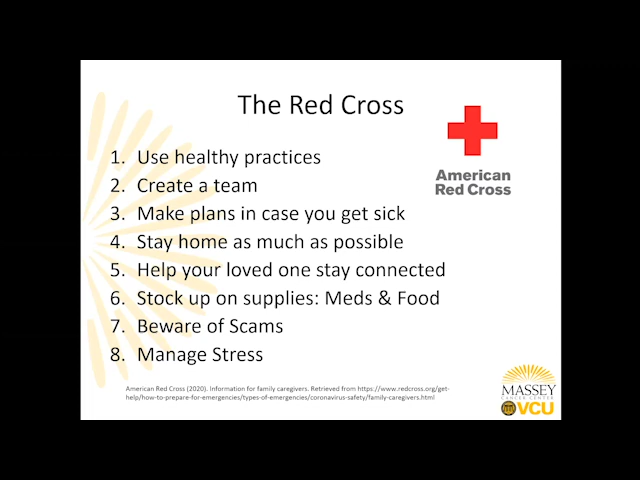 The Red Cross
American
Red Cross
1. Use healthy practices
2. Create a team
3. Make plans in case you get sick
4. Stay home as much as possible
5. Help your loved one stay connected
6. Stock up on supplies: Meds & Food
7. Beware of Scams
8. Manage Stress
American Red Cross (2020). Information for family caregivers. Retrieved from https://www.redcross.org/get-
help/how-to-prepare-for-emergencies/types-of-emergencies/coronavirus-safety/family-caregivers.html
MASSEY
CANCER CENTER
VCU